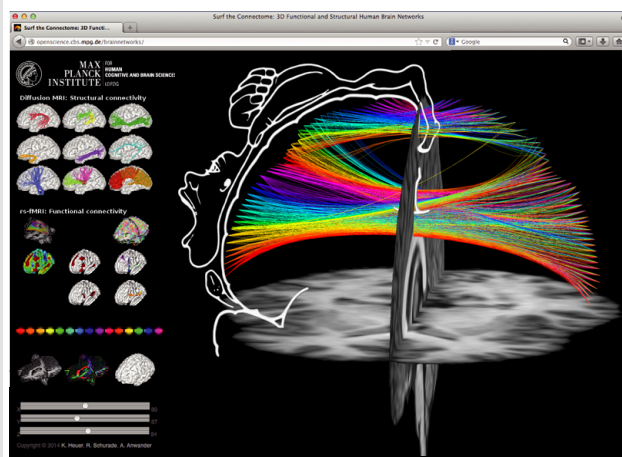 Surf the Connectome: 3D Functional and Structural Human Brain Networks
Surf the Connectome: 3D Functi...
openscience.cbs.mpg.de/brainnetworks/
Google
MAX
PLANCK
INSTITUTE
FOR
HUMAN
COGNITIVE AND BRAIN SCIENCES
LEIPZIG
Diffusion MRI: Structural connectivity
rs-fMRI: Functional connectivity
Copyright © 2014 K. Heuer, R. Schurade, A. Anwander